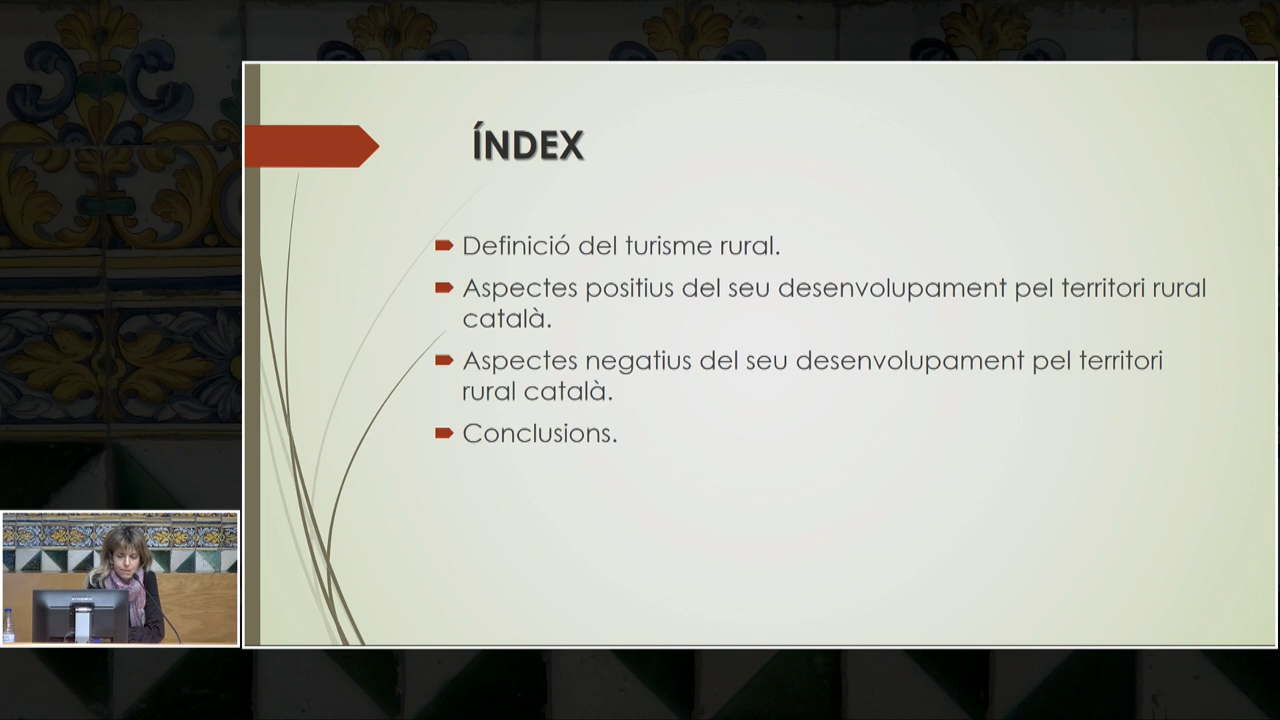 ÍNDEX
Definició del turisme rural.
Aspectes positius del seu desenvolupament pel territori rural
català.
Aspectes negatius del seu desenvolupament pel territori
rural català.
Conclusions.